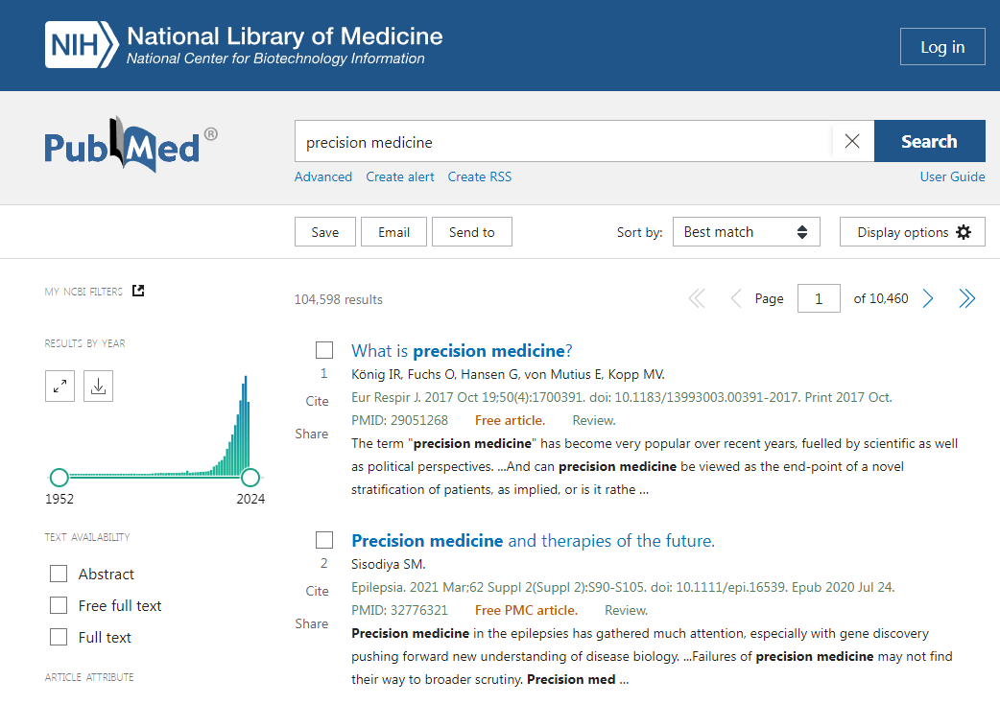 NIH National Library of Medicine
National Center for Biotechnology Information
Log in
PubMed®
precision medicine
Search
Advanced Create alert Create RSS
User Guide
Save Email Send to
Sort by: Best match
Display options
MY NCBI FILTERS
104,598 results
Page 1 of 10,460
RESULTS BY YEAR
1952 2024
TEXT AVAILABILITY
Abstract
Free full text
Full text
ARTICLE ATTRIBUTE
What is precision medicine?
1
Cite
Share
König IR, Fuchs O, Hansen G, von Mutius E, Kopp MV.
Eur Respir J. 2017 Oct 19;50(4):1700391. doi: 10.1183/13993003.00391-2017. Print 2017 Oct.
PMID: 29051268 Free article. Review.
The term "precision medicine" has become very popular over recent years, fuelled by scientific as well
as political perspectives. ...And can precision medicine be viewed as the end-point of a novel
stratification of patients, as implied, or is it rathe ...
Precision medicine and therapies of the future.
2
Cite
Share
Sisodiya SM.
Epilepsia. 2021 Mar;62 Suppl 2(Suppl 2):S90-S105. doi: 10.1111/epi.16539. Epub 2020 Jul 24.
PMID: 32776321 Free PMC article. Review.
Precision medicine in the epilepsies has gathered much attention, especially with gene discovery
pushing forward new understanding of disease biology. ...Failures of precision medicine may not find
their way to broader scrutiny. Precision med ...